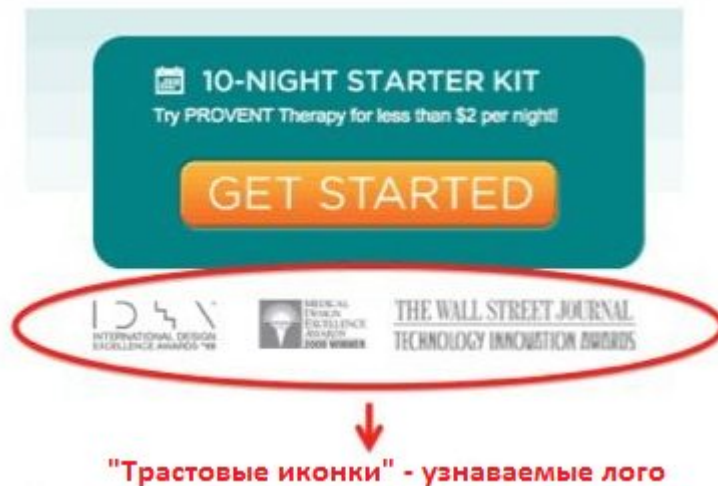 10-NIGHT STARTER KIT
Try PROVENT Therapy for less than $2 per night!
GET STARTED
INTERNATIONAL DESIGN
EXCELLENCE AWARDS
MEDICAL
DESIGN
EXCELLENCE
AWARDS
2009 WINNER
THE WALL STREET JOURNAL
TECHNOLOGY INNOVATION AWARDS
"Трастовые иконки" - узнаваемые лого